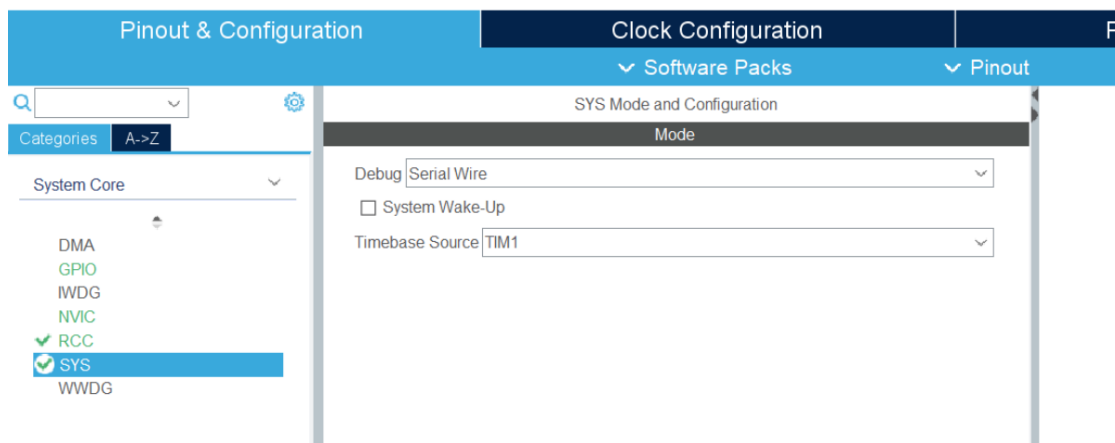 Pinout & Configuration
Clock Configuration
P
Software Packs
Pinout
Categories
A->Z
System Core
DMA
GPIO
IWDG
NVIC
RCC
SYS
WWDG
SYS Mode and Configuration
Mode
Debug Serial Wire
System Wake-Up
Timebase Source TIM1